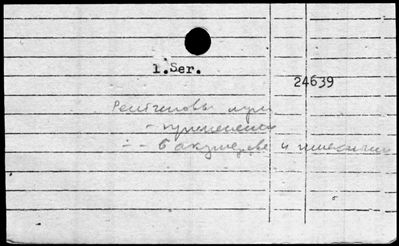 1.Ser.
24639
Рентгеновы лучи
- применение
- - в акушерстве и гинекологии